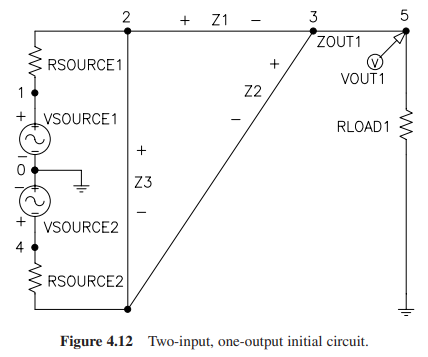 2
+ Z1 −
3
5
ZOUT1
V
VOUT1
RSOURCE1
+
Z2
−
1
+
VSOURCE1
+
−
RLOAD1
0
+
Z3
−
−
−
+
VSOURCE2
+
4
RSOURCE2
Figure 4.12 Two-input, one-output initial circuit.